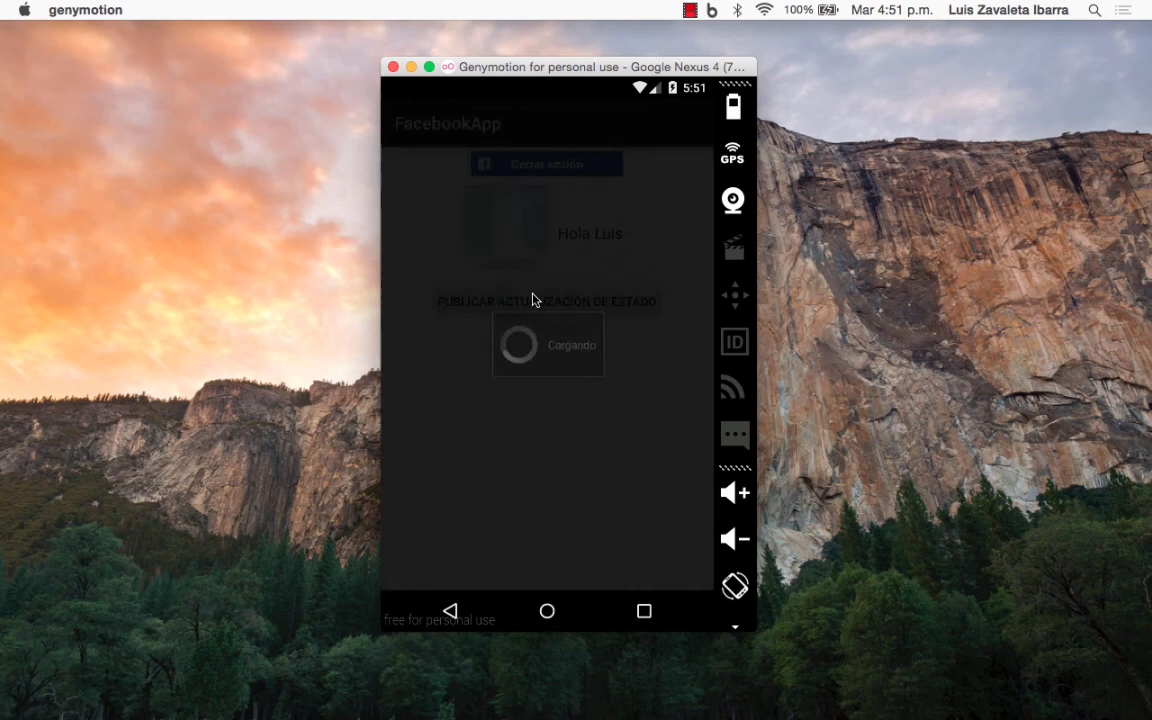 genymotion
100%
Mar 4:51 p.m.
Luis Zavaleta Ibarra
Genymotion for personal use - Google Nexus 4 (7...
5:51
FacebookApp
GPS
Cerrar sesión
Hola Luis
PUBLICAR ACTUALIZACIÓN DE ESTADO
ID
Cargando
free for personal use